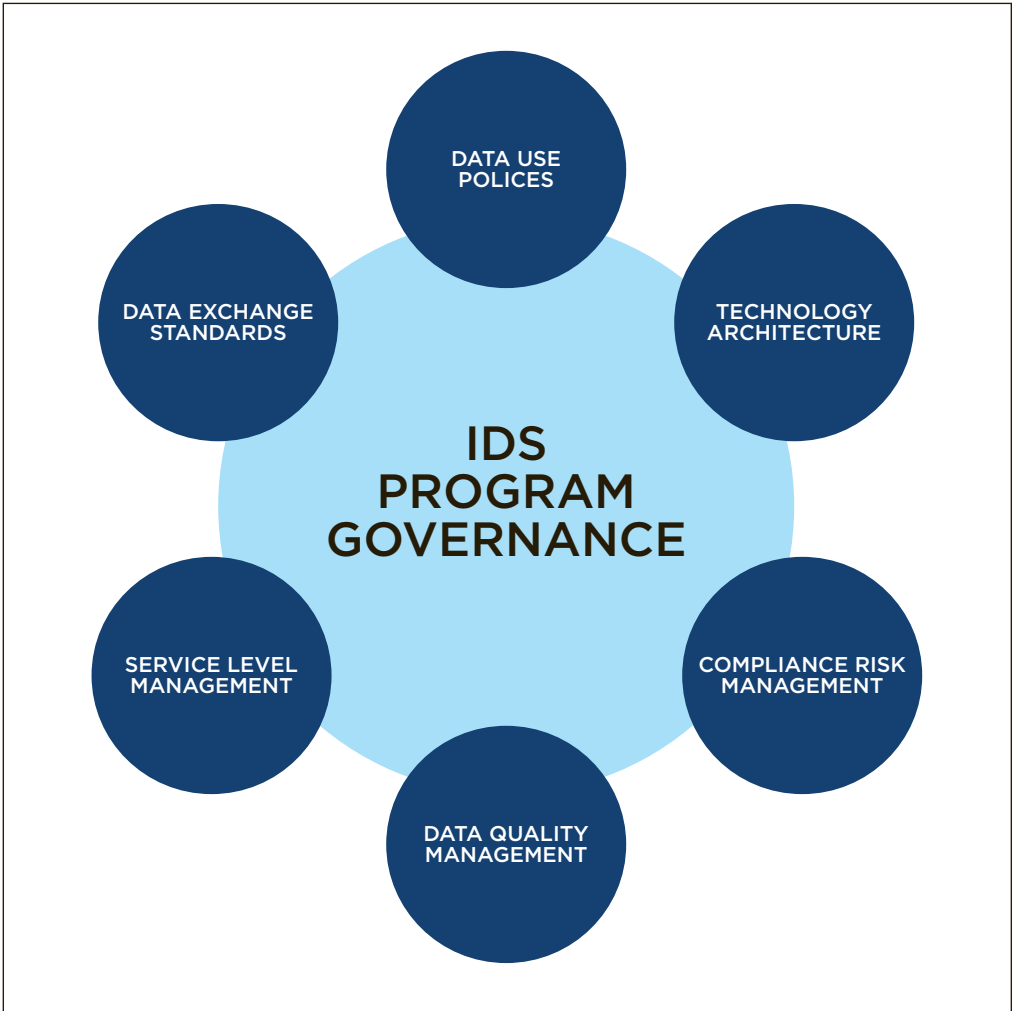 DATA USE
POLICES
DATA EXCHANGE
STANDARDS
TECHNOLOGY
ARCHITECTURE
IDS
PROGRAM
GOVERNANCE
SERVICE LEVEL
MANAGEMENT
COMPLIANCE RISK
MANAGEMENT
DATA QUALITY
MANAGEMENT